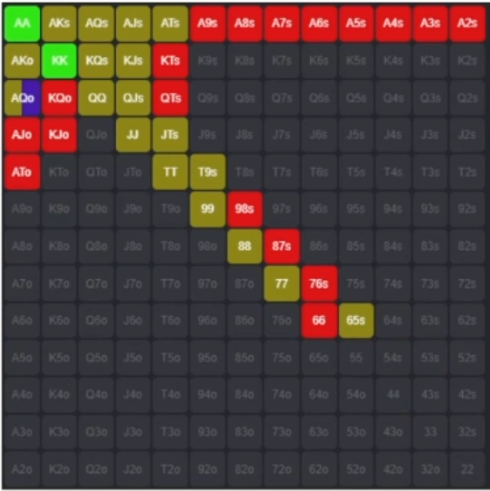 AA AKs AQs AJs ATs A9s A8s A7s A6s A5s A4s A3s A2s
AKo KK KQs KJs KTs K9s K8s K7s K6s K5s K4s K3s K2s
AQo KQo QQ QJs QTs Q9s Q8s Q7s Q6s Q5s Q4s Q3s Q2s
AJo KJo QJo JJ JTs J9s J8s J7s J6s J5s J4s J3s J2s
ATo KTo QTo JTo TT T9s T8s T7s T6s T5s T4s T3s T2s
A9o K9o Q9o J9o T9o 99 98s 97s 96s 95s 94s 93s 92s
A8o K8o Q8o J8o T8o 98o 88 87s 86s 85s 84s 83s 82s
A7o K7o Q7o J7o T7o 97o 87o 77 76s 75s 74s 73s 72s
A6o K6o Q6o J6o T6o 96o 86o 76o 66 65s 64s 63s 62s
A5o K5o Q5o J5o T5o 95o 85o 75o 65o 55 54s 53s 52s
A4o K4o Q4o J4o T4o 94o 84o 74o 64o 54o 44 43s 42s
A3o K3o Q3o J3o T3o 93o 83o 73o 63o 53o 43o 33 32s
A2o K2o Q2o J2o T2o 92o 82o 72o 62o 52o 42o 32o 22